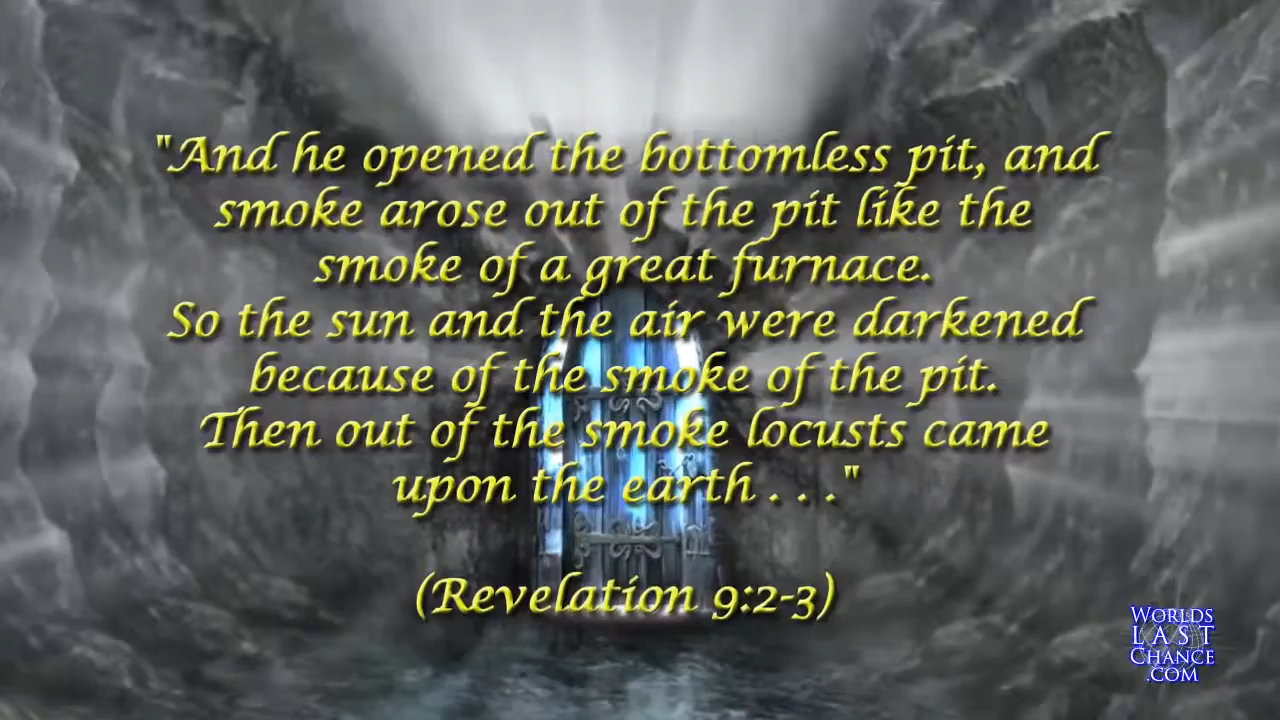 "And he opened the bottomless pit, and
smoke arose out of the pit like the
smoke of a great furnace.
So the sun and the air were darkened
because of the smoke of the pit.
Then out of the smoke locusts came
upon the earth . . ."
(Revelation 9:2-3)
WORLDS
LAST
CHANCE
.COM